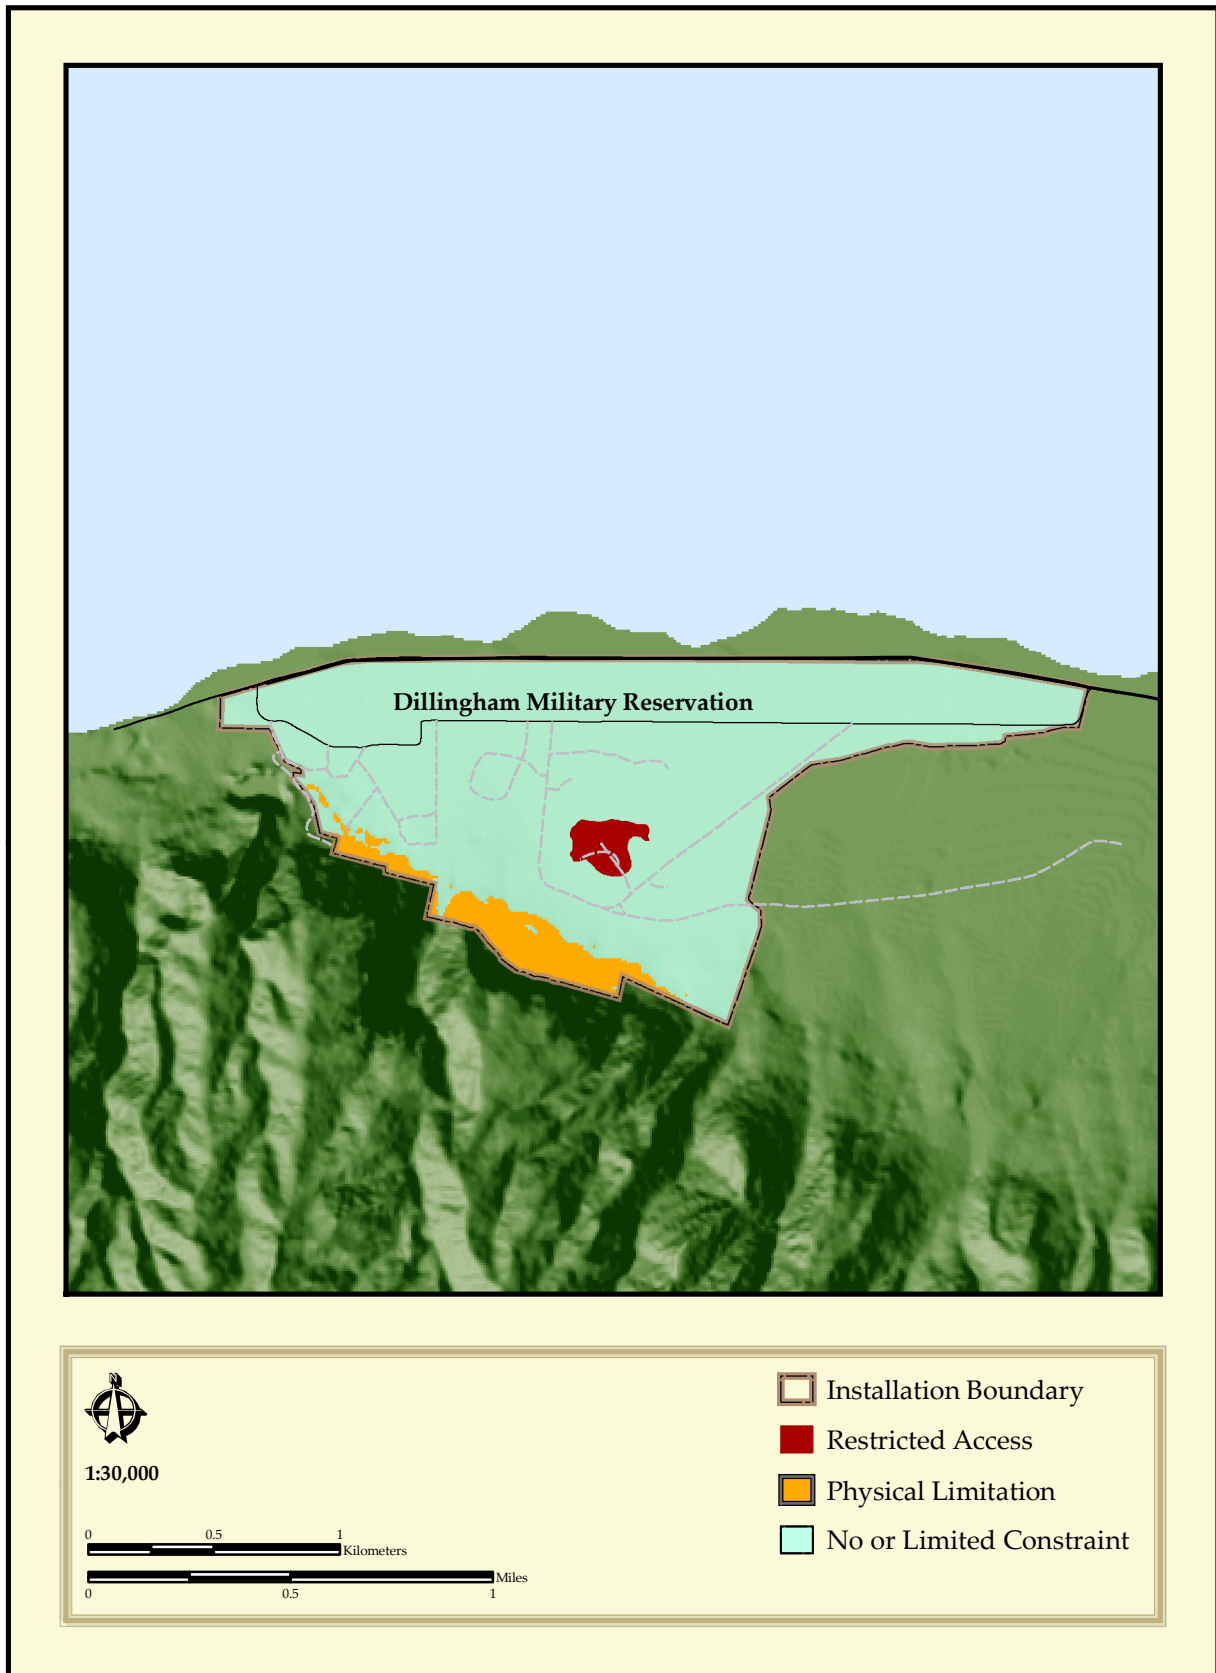 Dillingham Military Reservation
N
1:30,000
0 0.5 1
Kilometers
Miles
0 0.5 1
Installation Boundary
Restricted Access
Physical Limitation
No or Limited Constraint